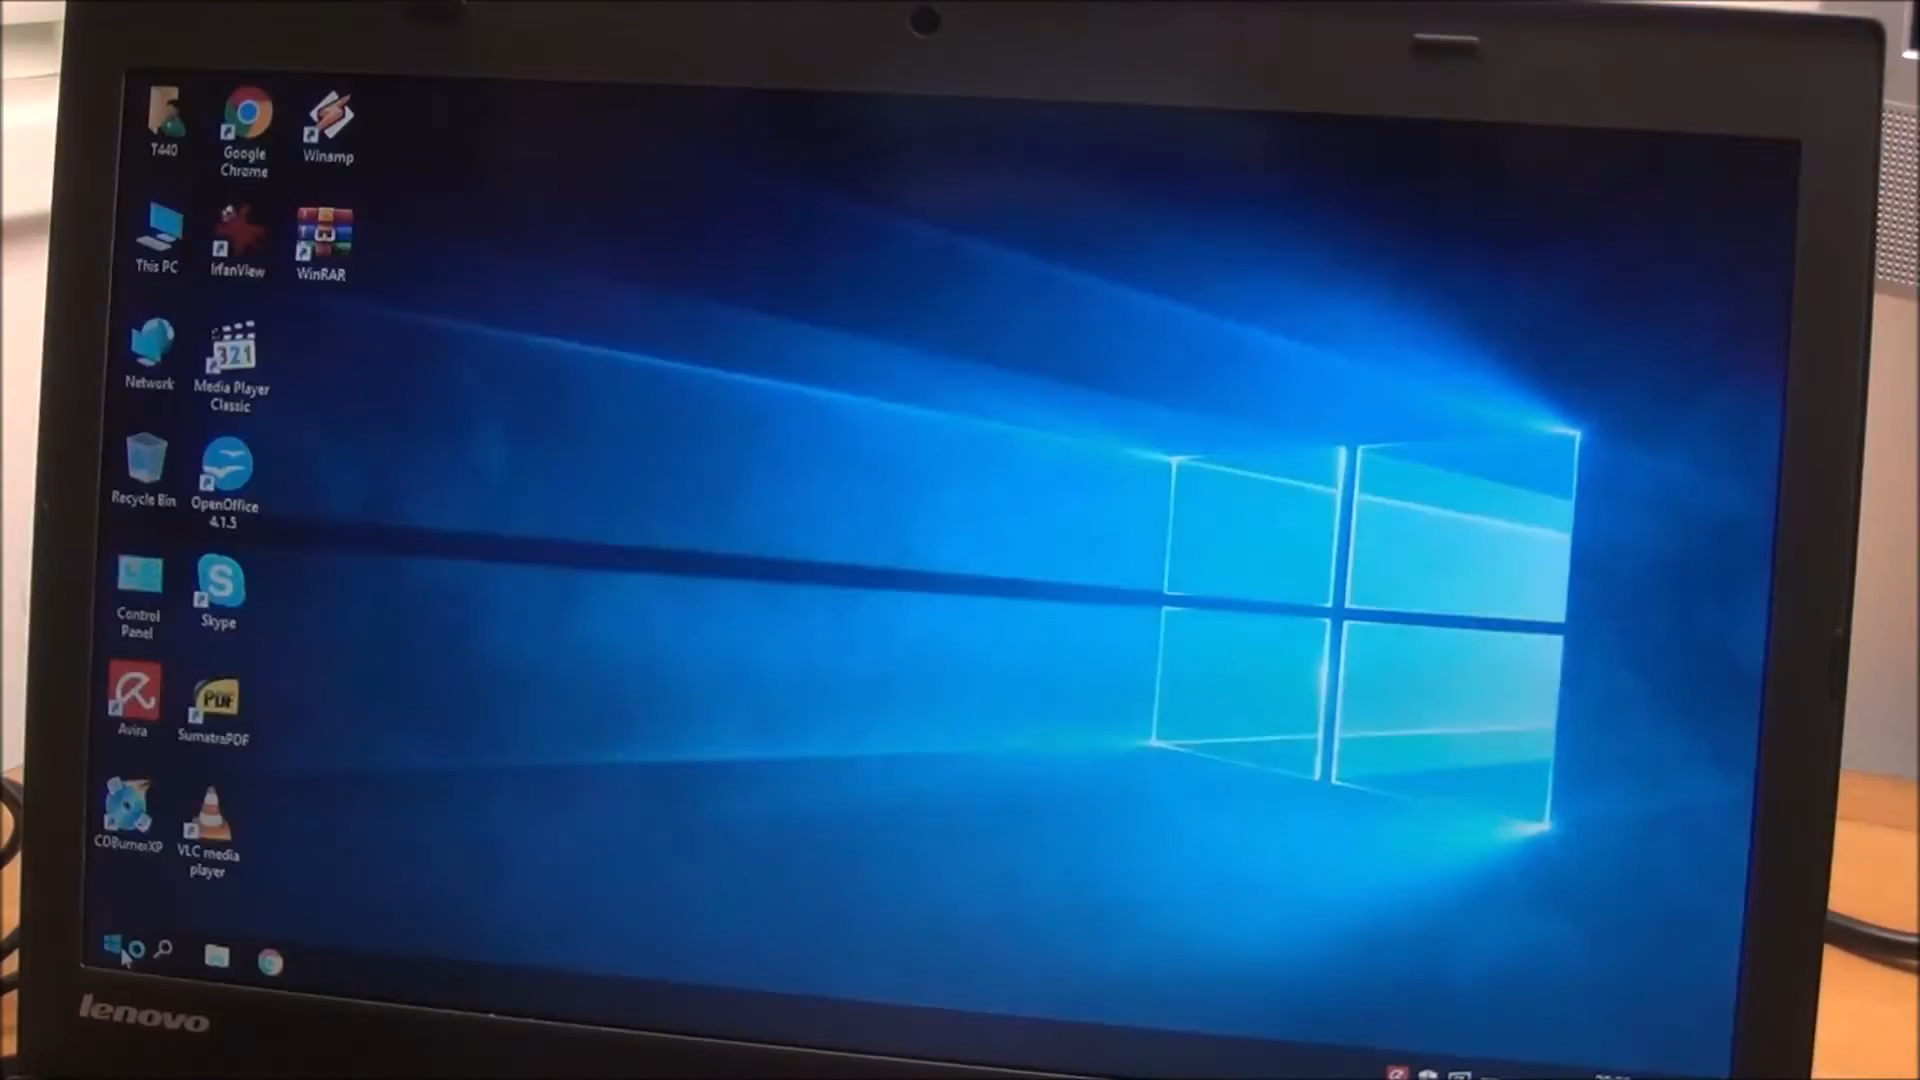 T440
Google
Chrome
Winamp
This PC
IrfanView
WinRAR
Network
321
Media Player
Classic
Recycle Bin
OpenOffice
4.1.5
Control
Panel
S
Skype
Avira
PDF
SumatraPDF
CDBurnerXP
VLC media
player
lenovo